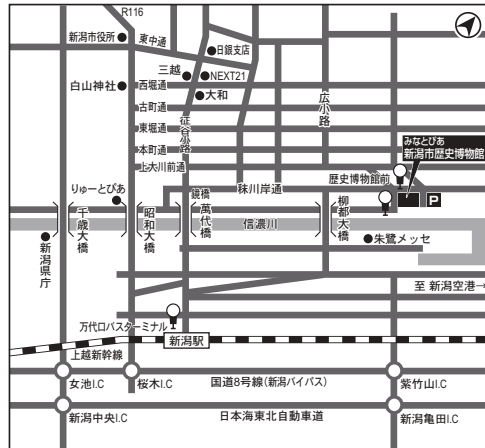 R116
新潟市役所
東中通
日銀支店
三越
NEXT21
白山神社
西堀通
大和
古町通
東堀通
本町通
上大川前通
柾谷小路
広小路
みなとぴあ
新潟市歴史博物館
歴史博物館前
P
りゅーとぴあ
鏡橋
秣川岸通
千歳大橋
昭和大橋
萬代橋
信濃川
柳都大橋
朱鷺メッセ
新潟県庁
至 新潟空港→
万代口バスターミナル
新潟駅
上越新幹線
女池I.C
桜木I.C
国道8号線(新潟バイパス)
紫竹山I.C
新潟中央I.C
日本海東北自動車道
新潟亀田I.C